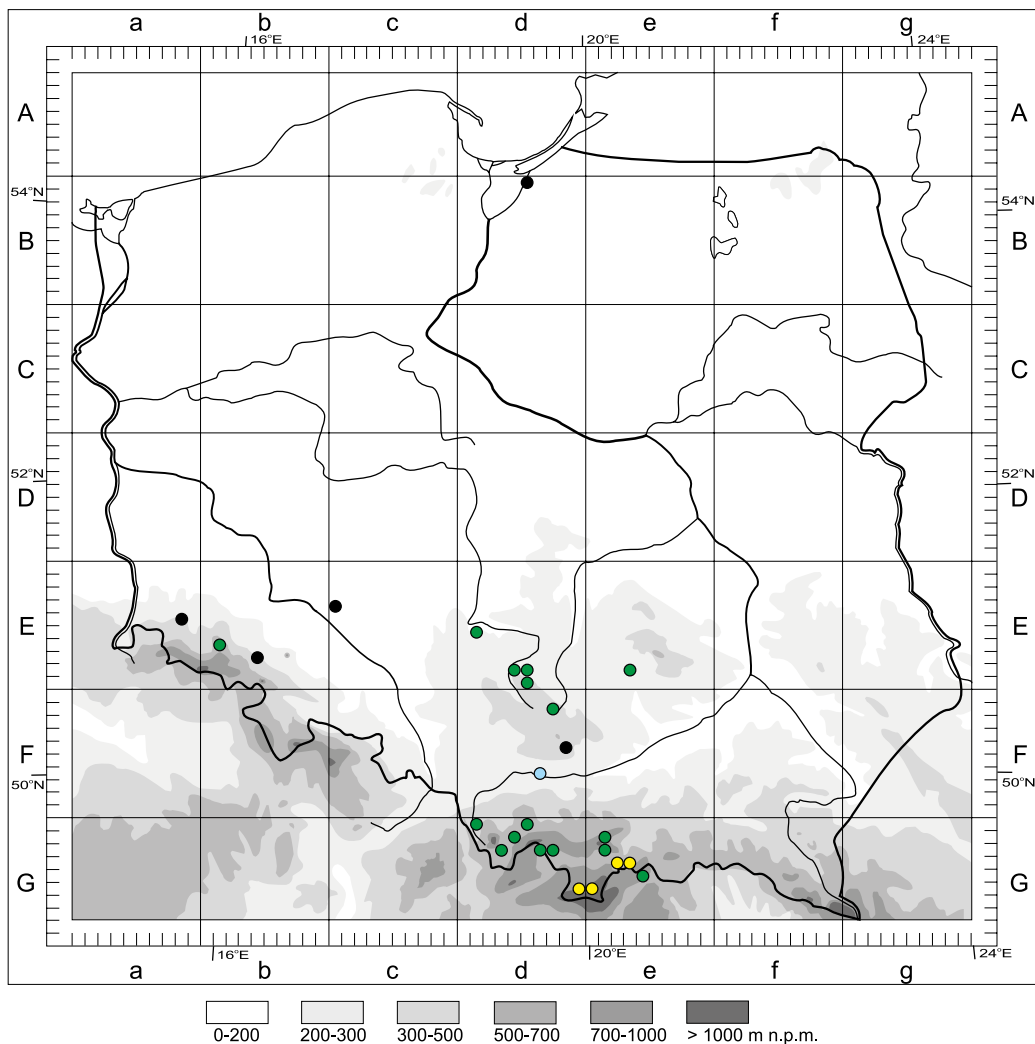 a b c d e f g
16°E 20°E 24°E
A A
54°N 54°N
B B
C C
52°N 52°N
D D
E E
F F
50°N 50°N
G G
16°E 20°E 24°E
a b c d e f g
0-200 200-300 300-500 500-700 700-1000 > 1000 m n.p.m.